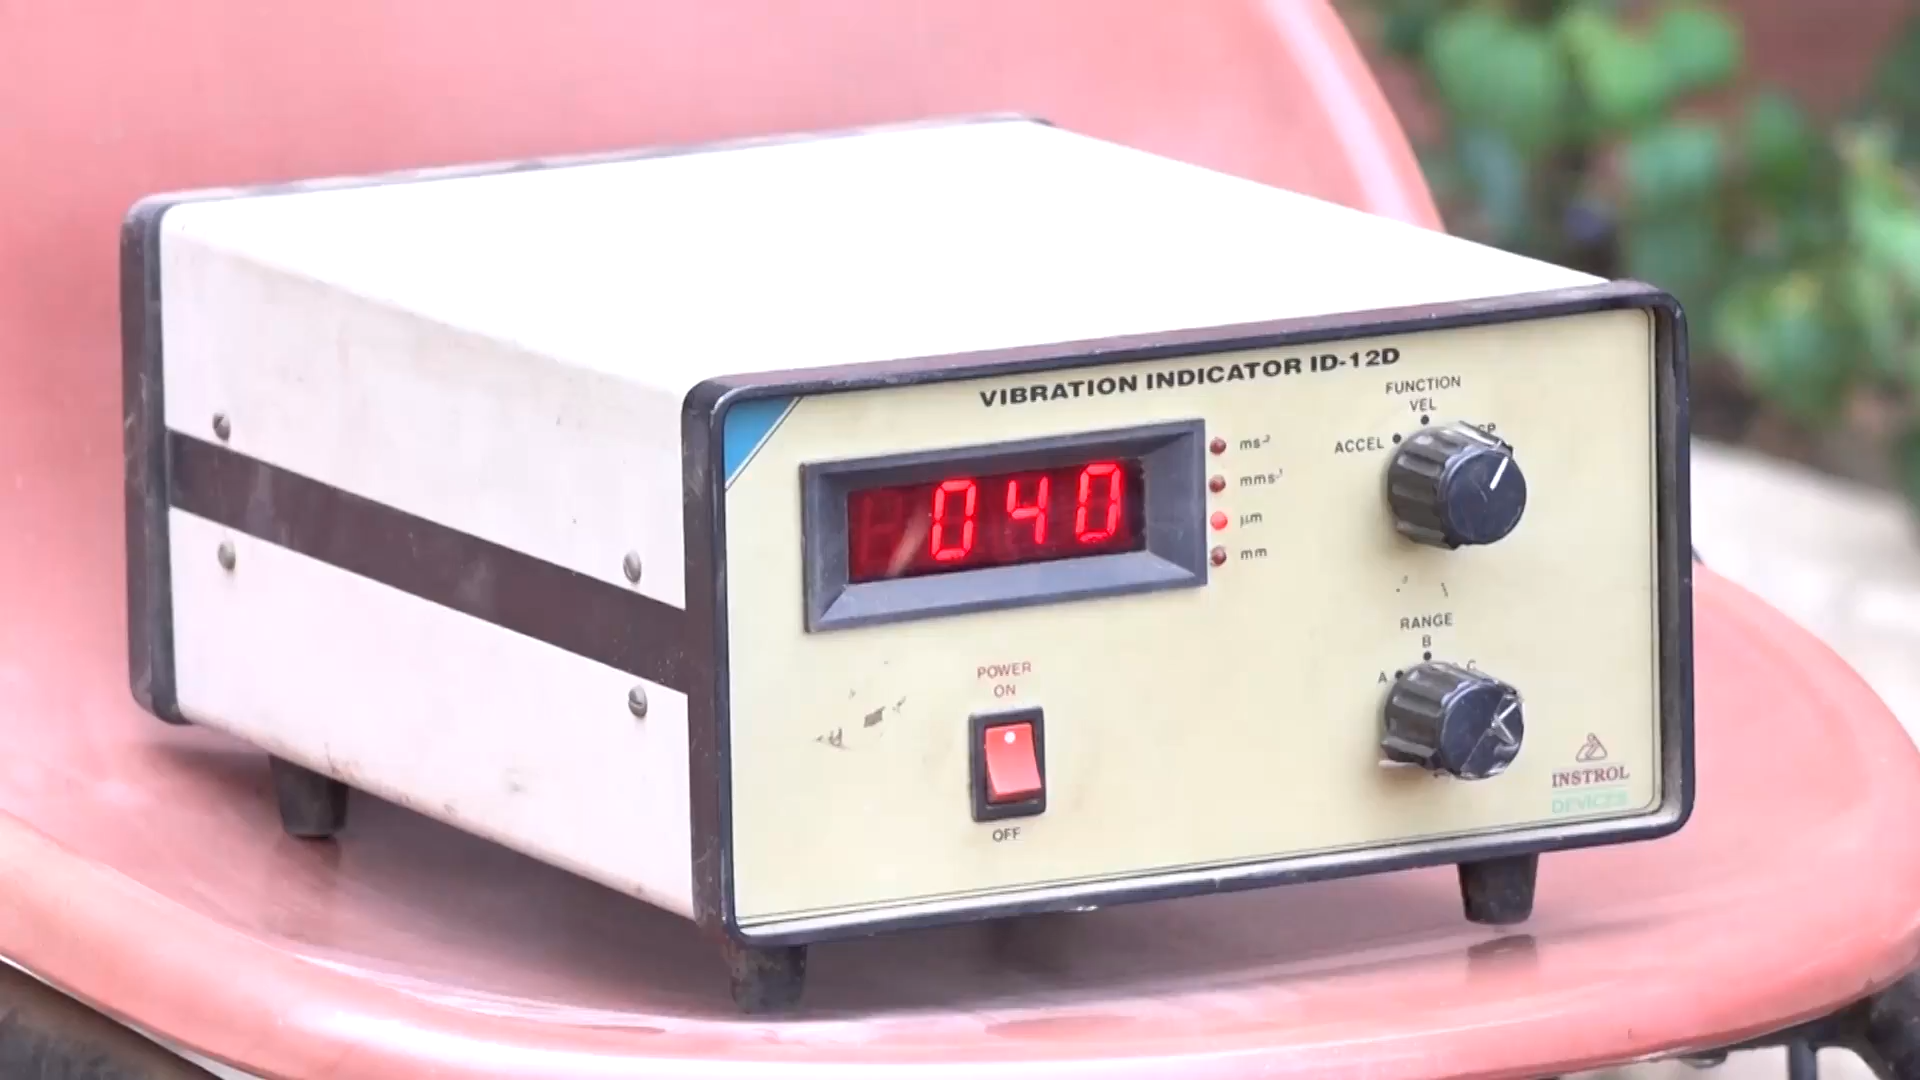 VIBRATION INDICATOR ID-12D
FUNCTION
VEL
ACCEL
SP
040
ms⁻²
mms⁻¹
µm
mm
RANGE
B
A C
POWER
ON
OFF
INSTROL
DEVICES